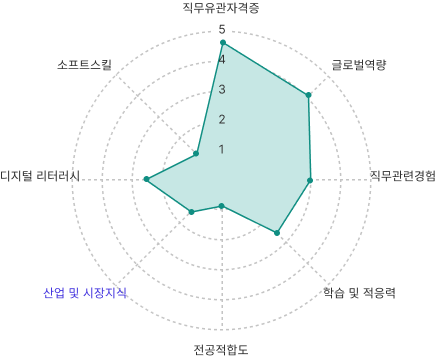 직무유관자격증
5
소프트스킬
글로벌역량
4
3
2
1
디지털 리터러시
직무관련경험
산업 및 시장지식
학습 및 적응력
전공적합도